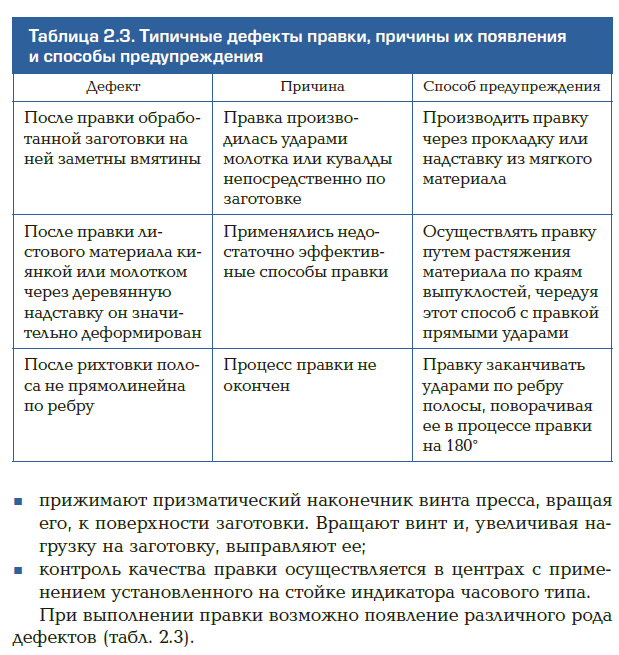 Таблица 2.3. Типичные дефекты правки, причины их появления
и способы предупреждения
Дефект
Причина
Способ предупреждения
После правки обрабо-
танной заготовки на
ней заметны вмятины
Правка произво-
дилась ударами
молотка или кувалды
непосредственно по
заготовке
Производить правку
через прокладку или
надставку из мягкого
материала
После правки ли-
стового материала ки-
янкой или молотком
через деревянную
надставку он значи-
тельно деформирован
Применялись недо-
статочно эффектив-
ные способы правки
Осуществлять правку
путем растяжения
материала по краям
выпуклостей, чередуя
этот способ с правкой
прямыми ударами
После рихтовки поло-
са не прямолинейна
по ребру
Процесс правки не
окончен
Правку заканчивать
ударами по ребру
полосы, поворачивая
ее в процессе правки
на 180°
▪ прижимают призматический наконечник винта пресса, вращая
его, к поверхности заготовки. Вращают винт и, увеличивая на-
грузку на заготовку, выправляют ее;
▪ контроль качества правки осуществляется в центрах с приме-
нением установленного на стойке индикатора часового типа.
При выполнении правки возможно появление различного рода
дефектов (табл. 2.3).